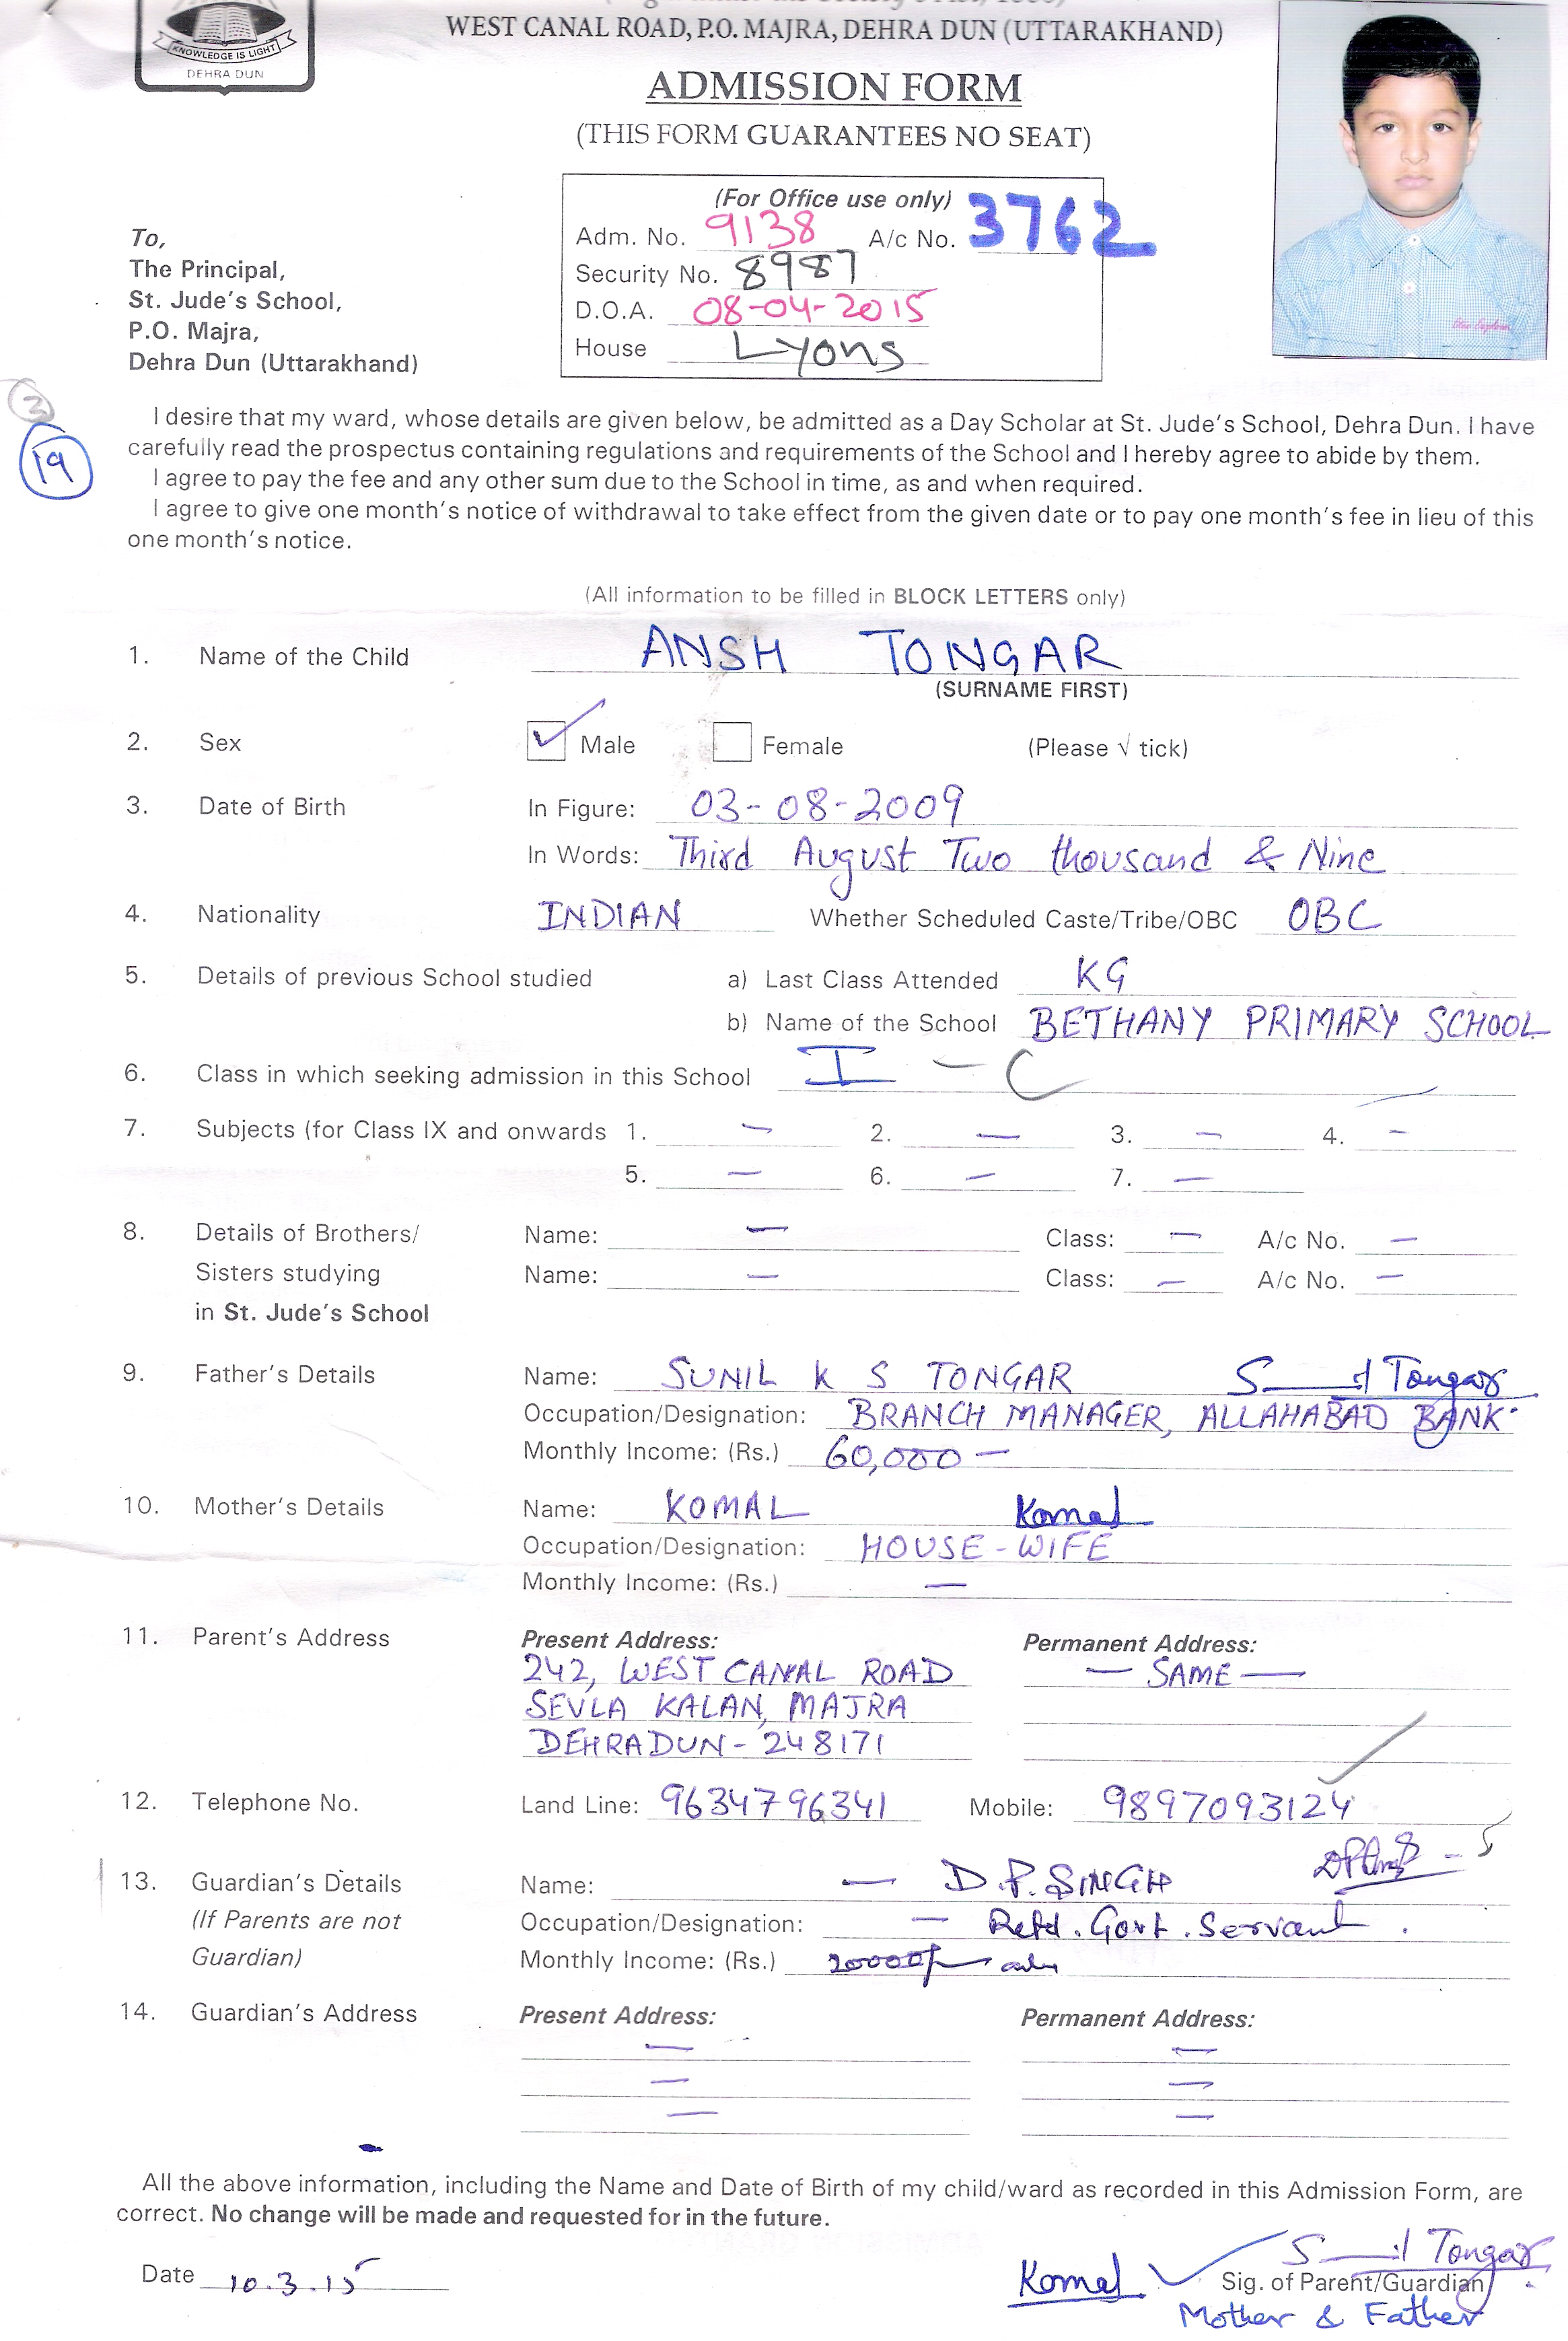 KNOWLEDGE IS LIGHT
DEHRA DUN
WEST CANAL ROAD, P.O. MAJRA, DEHRA DUN (UTTARAKHAND)
ADMISSION FORM
(THIS FORM GUARANTEES NO SEAT)
(For Office use only)
Adm. No. 9138 A/c No. 3762
Security No. 8987
D.O.A. 08-04-2015
House Lyons
To,
The Principal,
St. Jude's School,
P.O. Majra,
Dehra Dun (Uttarakhand)
3
19
I desire that my ward, whose details are given below, be admitted as a Day Scholar at St. Jude's School, Dehra Dun. I have
carefully read the prospectus containing regulations and requirements of the School and I hereby agree to abide by them.
I agree to pay the fee and any other sum due to the School in time, as and when required.
I agree to give one month's notice of withdrawal to take effect from the given date or to pay one month's fee in lieu of this
one month's notice.
(All information to be filled in BLOCK LETTERS only)
1. Name of the Child ANSH TONGAR
(SURNAME FIRST)
2. Sex ✓ Male Female (Please √ tick)
3. Date of Birth In Figure: 03-08-2009
In Words: Third August Two thousand & Nine
4. Nationality INDIAN Whether Scheduled Caste/Tribe/OBC OBC
5. Details of previous School studied a) Last Class Attended KG
b) Name of the School BETHANY PRIMARY SCHOOL
6. Class in which seeking admission in this School I - C
7. Subjects (for Class IX and onwards 1. - 2. - 3. - 4. -
5. - 6. - 7. -
8. Details of Brothers/ Name: - Class: - A/c No. -
Sisters studying Name: - Class: - A/c No. -
in St. Jude's School
9. Father's Details Name: SUNIL K S TONGAR S—il Tongar
Occupation/Designation: BRANCH MANAGER, ALLAHABAD BANK.
Monthly Income: (Rs.) 60,000 -
10. Mother's Details Name: KOMAL Komal
Occupation/Designation: HOUSE-WIFE
Monthly Income: (Rs.) -
11. Parent's Address Present Address: Permanent Address:
242, WEST CANAL ROAD — SAME —
SEVLA KALAN, MAJRA
DEHRADUN - 248171
12. Telephone No. Land Line: 9634796341 Mobile: 9897093124
13. Guardian's Details Name: - D.P. SINGH
(If Parents are not Occupation/Designation: - Retd. Govt. Servant.
Guardian) Monthly Income: (Rs.) 20000/- only
14. Guardian's Address Present Address: Permanent Address:
- -
- -
- -
All the above information, including the Name and Date of Birth of my child/ward as recorded in this Admission Form, are
correct. No change will be made and requested for in the future.
Date 10.3.15 Komal ✓ S—il Tongar
Sig. of Parent/Guardian
Mother & Father